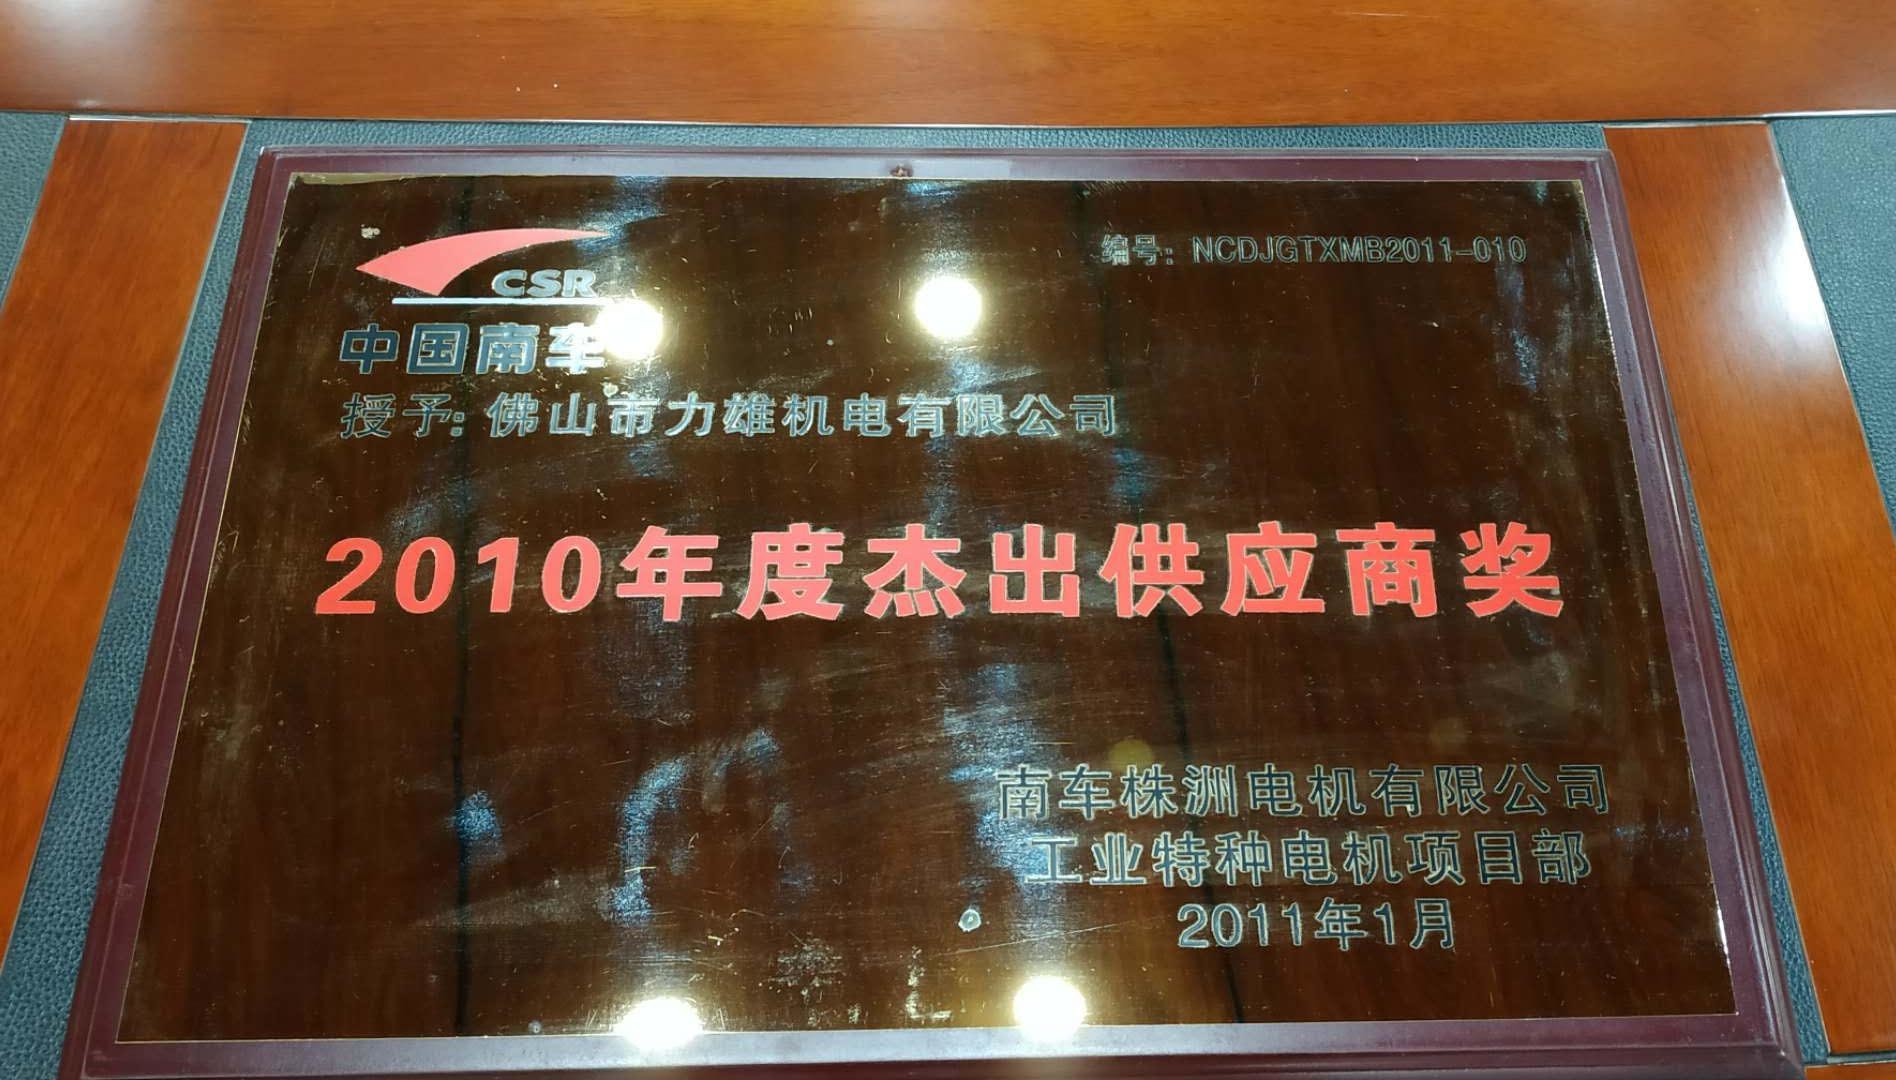 编号：NCDJGTXMB2011-010
CSR
中国南车
授予：佛山市力雄机电有限公司
2010年度杰出供应商奖
南车株洲电机有限公司
工业特种电机项目部
2011年1月